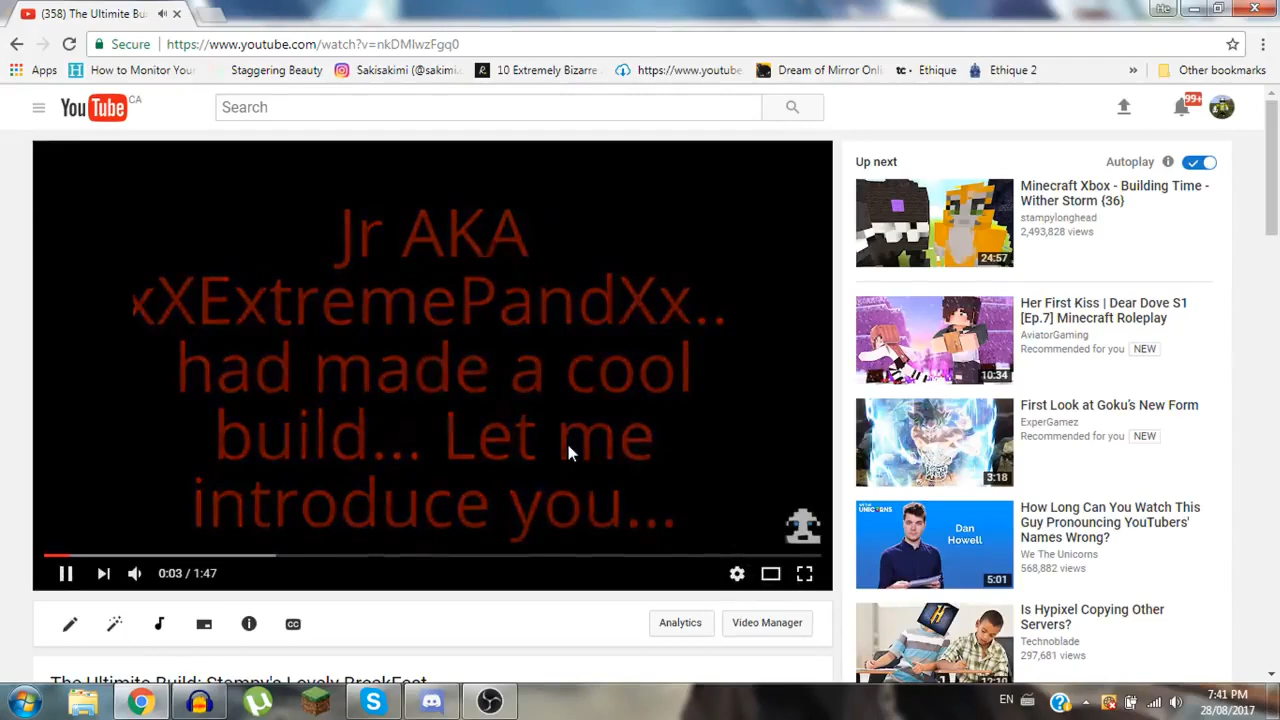 (358) The Ultimite Bu
He
Secure https://www.youtube.com/watch?v=nkDMIwzFgq0
Apps How to Monitor Your Staggering Beauty Sakisakimi (@sakimi.c 10 Extremely Bizarre https://www.youtube Dream of Mirror Onli Ethique Ethique 2 » Other bookmarks
YouTube CA Search 99+
Jr AKA
xXExtremePandXx..
had made a cool
build... Let me
introduce you...
0:03 / 1:47
Analytics Video Manager
Up next Autoplay
Minecraft Xbox - Building Time -
Wither Storm {36}
stampylonghead
2,493,828 views
24:57
Her First Kiss | Dear Dove S1
[Ep.7] Minecraft Roleplay
AviatorGaming
Recommended for you NEW
10:34
First Look at Goku's New Form
ExperGamez
Recommended for you NEW
3:18
How Long Can You Watch This
Guy Pronouncing YouTubers'
Names Wrong?
We The Unicorns
568,882 views
Dan
Howell
5:01
Is Hypixel Copying Other
Servers?
Technoblade
297,681 views
EN
7:41 PM
28/08/2017